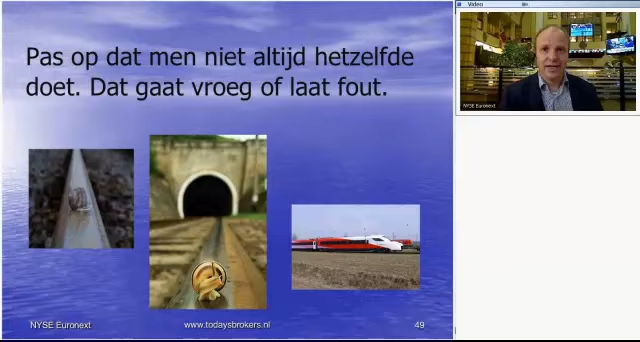 Pas op dat men niet altijd hetzelfde
doet. Dat gaat vroeg of laat fout.
NYSE Euronext
www.todaysbrokers.nl
49
Video
NYSE Euronext